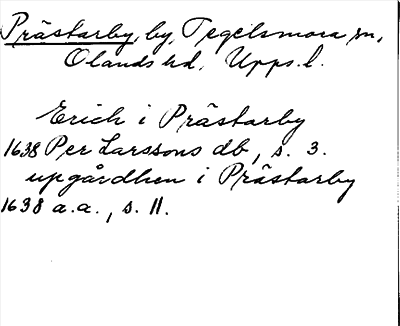 Prästarby, by, Tegelsmora sn,
Olands hd, Upps. l.
Erich i Prästarby
1638 Per Larssons db, s. 3.
upgårdhen i Prästarby
1638 a.a., s. 11.